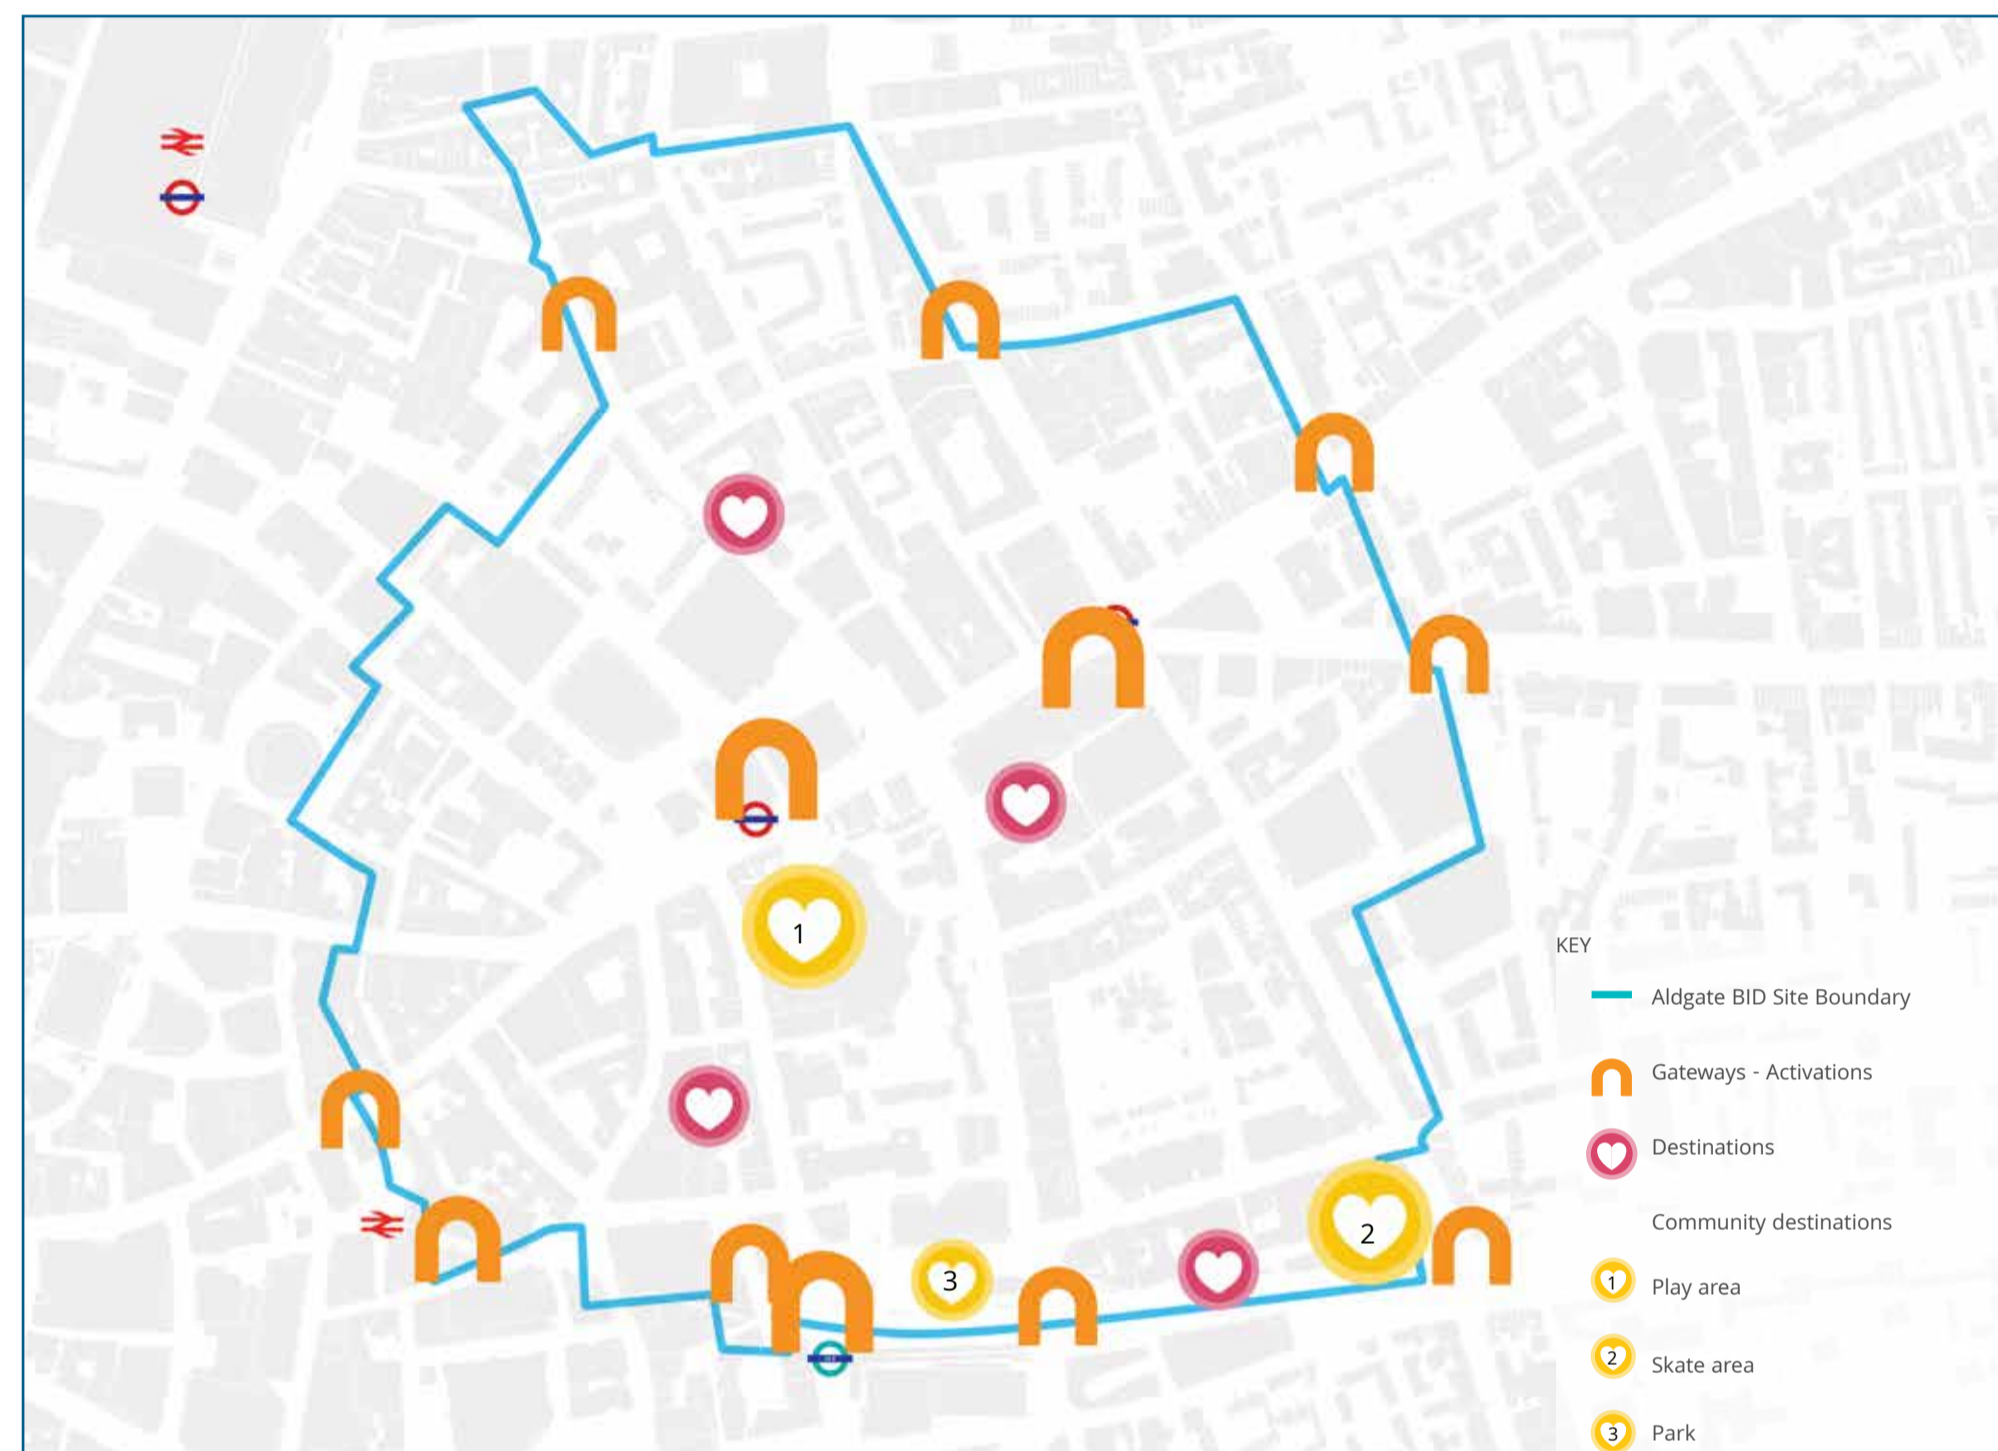 1
2
3
KEY
Aldgate BID Site Boundary
Gateways - Activations
Destinations
Community destinations
1 Play area
2 Skate area
3 Park